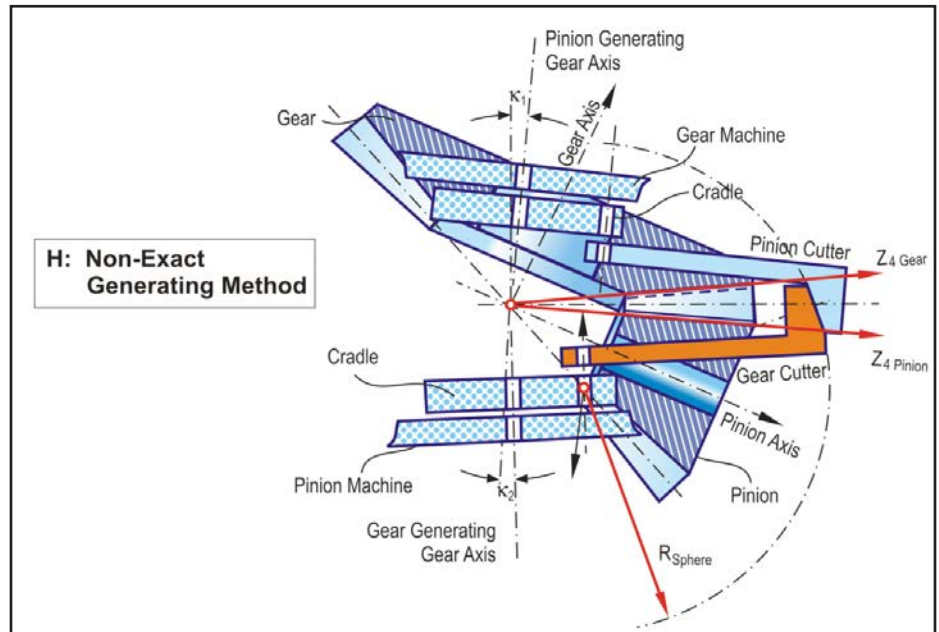 Pinion Generating
Gear Axis
κ₁
Gear Axis
Gear
Gear Machine
Cradle
H: Non-Exact
Generating Method
Pinion Cutter
Z₄ Gear
Z₄ Pinion
Gear Cutter
Cradle
Pinion Axis
Pinion Machine
κ₂
Pinion
Gear Generating
Gear Axis
R_Sphere